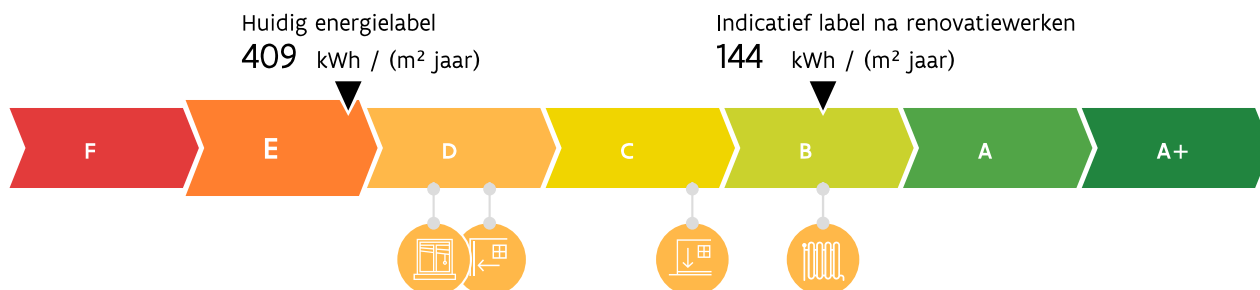 Huidig energielabel
409 kWh / (m² jaar)
Indicatief label na renovatiewerken
144 kWh / (m² jaar)
F E D C B A A+